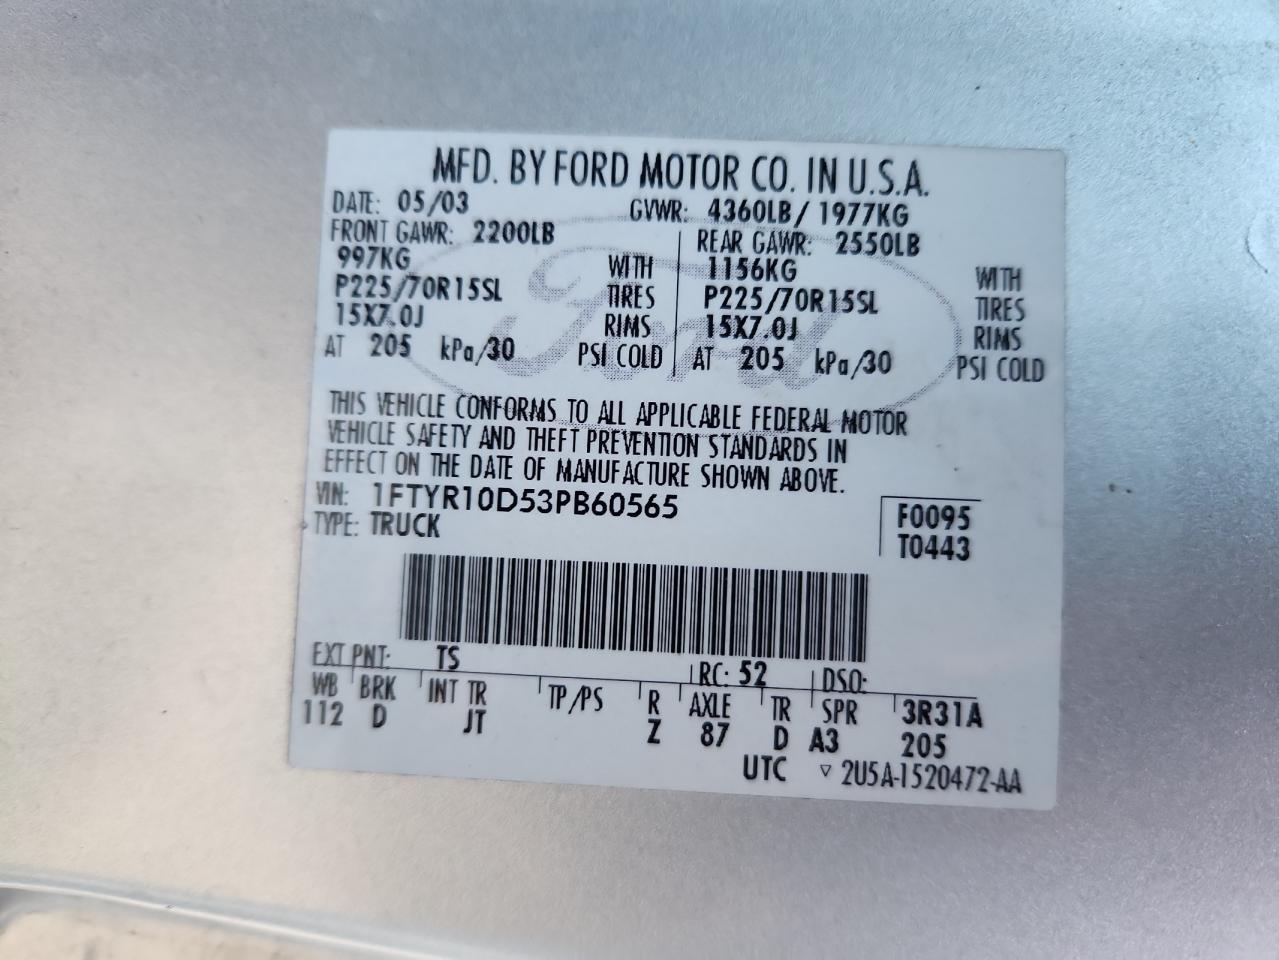 MFD. BY FORD MOTOR CO. IN U.S.A.
DATE: 05/03 GVWR: 4360LB / 1977KG
FRONT GAWR: 2200LB REAR GAWR: 2550LB
997KG WITH 1156KG WITH
P225/70R15SL TIRES P225/70R15SL TIRES
15X7.0J RIMS 15X7.0J RIMS
AT 205 kPa/30 PSI COLD AT 205 kPa/30 PSI COLD
Ford
THIS VEHICLE CONFORMS TO ALL APPLICABLE FEDERAL MOTOR
VEHICLE SAFETY AND THEFT PREVENTION STANDARDS IN
EFFECT ON THE DATE OF MANUFACTURE SHOWN ABOVE.
VIN: 1FTYR10D53PB60565 F0095
TYPE: TRUCK T0443
EXT PNT: TS RC: 52 DSO:
WB BRK INT TR TP/PS R AXLE TR SPR 3R31A
112 D JT Z 87 D A3 205
UTC ▽ 2U5A-1520472-AA